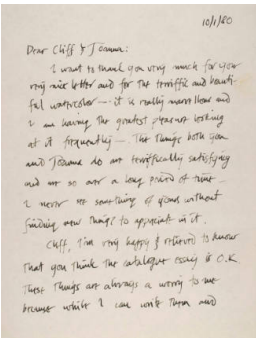 10/1/80
Dear Cliff & Joanna:
I want to thank you very much for your
very nice letter and for the terrific and beauti-
ful watercolor — it is really marvellous and
I am having the greatest pleasure looking
at it frequently —. The things both you
and Joanna do are terrifically satisfying
and are so over a long period of time.
I never see something of yours without
finding new things to appreciate in it.
Cliff, I'm very happy & relieved to know
that you think the catalogue essay is O.K.
These things are always a worry to me
because while I can write them and